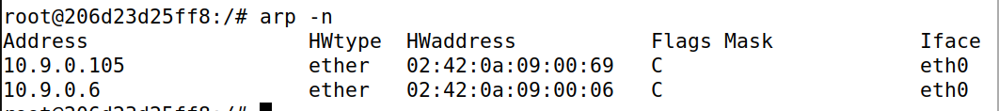 root@206d23d25ff8:/# arp -n
Address                  HWtype  HWaddress           Flags Mask            Iface
10.9.0.105               ether   02:42:0a:09:00:69   C                     eth0
10.9.0.6                 ether   02:42:0a:09:00:06   C                     eth0
root@206d23d25ff8:/#